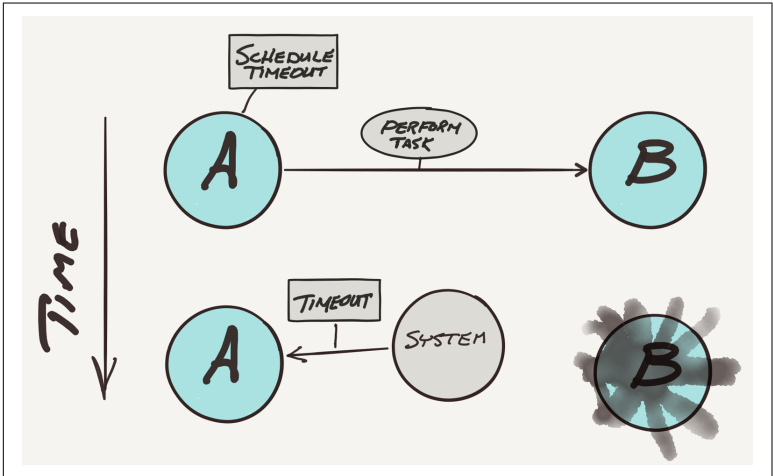 SCHEDULE
TIMEOUT
A
PERFORM
TASK
B
TIME
TIMEOUT
A
SYSTEM
B